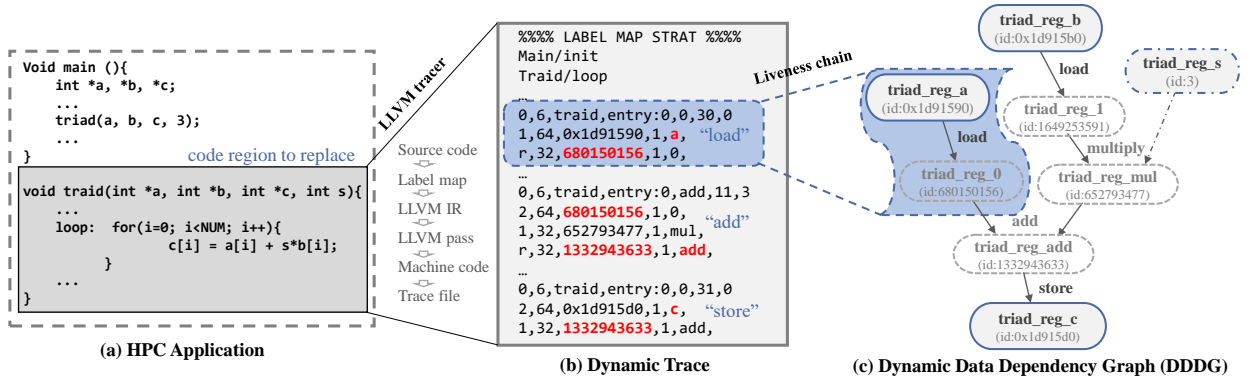 Void main (){
int *a, *b, *c;
...
triad(a, b, c, 3);
...
}
code region to replace
void traid(int *a, int *b, int *c, int s){
...
loop:  for(i=0; i<NUM; i++){
c[i] = a[i] + s*b[i];
}
...
}
(a) HPC Application
LLVM tracer
Source code
Label map
LLVM IR
LLVM pass
Machine code
Trace file
%%%% LABEL MAP STRAT %%%%
Main/init
Traid/loop
…
0,6,traid,entry:0,0,30,0
1,64,0x1d91590,1,a, “load”
r,32,680150156,1,0,
…
0,6,traid,entry:0,add,11,3
2,64,680150156,1,0,
“add”
1,32,652793477,1,mul,
r,32,1332943633,1,add,
…
0,6,traid,entry:0,0,31,0
2,64,0x1d915d0,1,c, “store”
1,32,1332943633,1,add,
(b) Dynamic Trace
Liveness chain
triad_reg_b
(id:0x1d915b0)
load
triad_reg_s
(id:3)
triad_reg_a
(id:0x1d91590)
load
triad_reg_1
(id:1649253591)
multiply
triad_reg_0
(id:680150156)
triad_reg_mul
(id:652793477)
add
triad_reg_add
(id:1332943633)
store
triad_reg_c
(id:0x1d915d0)
(c) Dynamic Data Dependency Graph (DDDG)